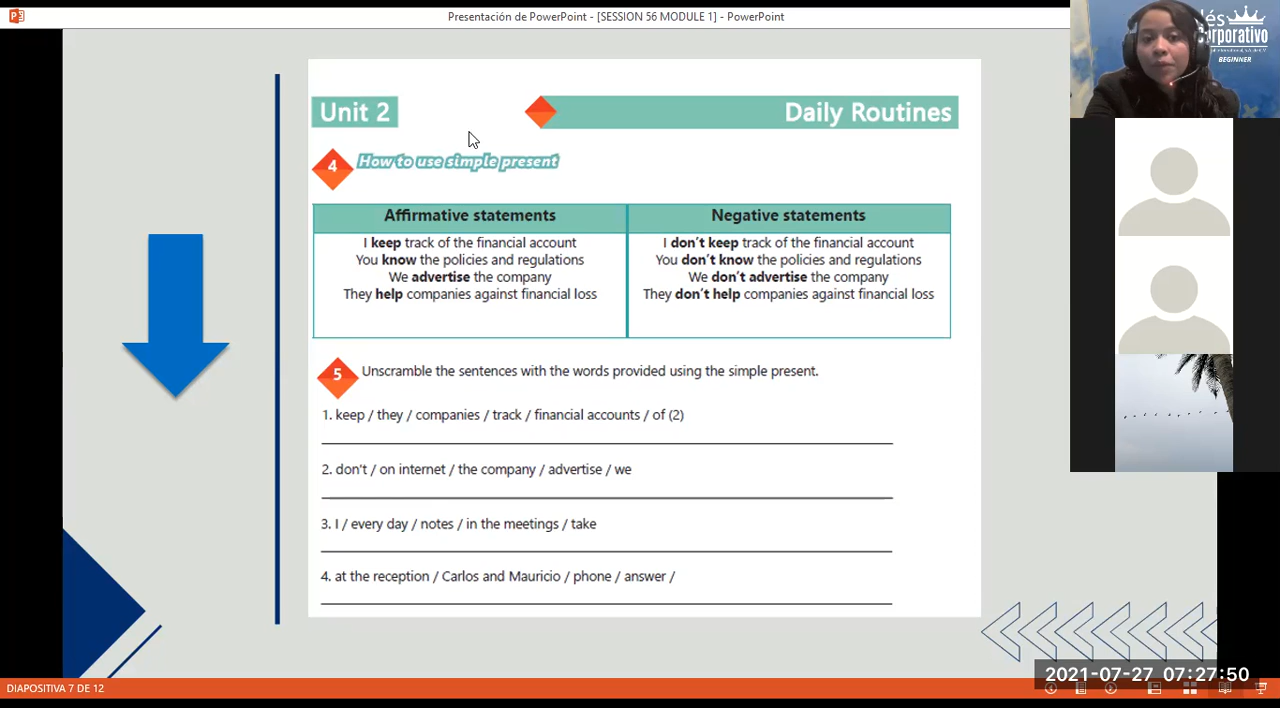 Presentación de PowerPoint - [SESSION 56 MODULE 1] - PowerPoint
Corporativo
BEGINNER
Unit 2
Daily Routines
4
How to use simple present
Affirmative statements
I keep track of the financial account
You know the policies and regulations
We advertise the company
They help companies against financial loss
Negative statements
I don't keep track of the financial account
You don't know the policies and regulations
We don't advertise the company
They don't help companies against financial loss
5
Unscramble the sentences with the words provided using the simple present.
1. keep / they / companies / track / financial accounts / of (2)
2. don't / on internet / the company / advertise / we
3. I / every day / notes / in the meetings / take
4. at the reception / Carlos and Mauricio / phone / answer /
2021-07-27 07:27:50
DIAPOSITIVA 7 DE 12